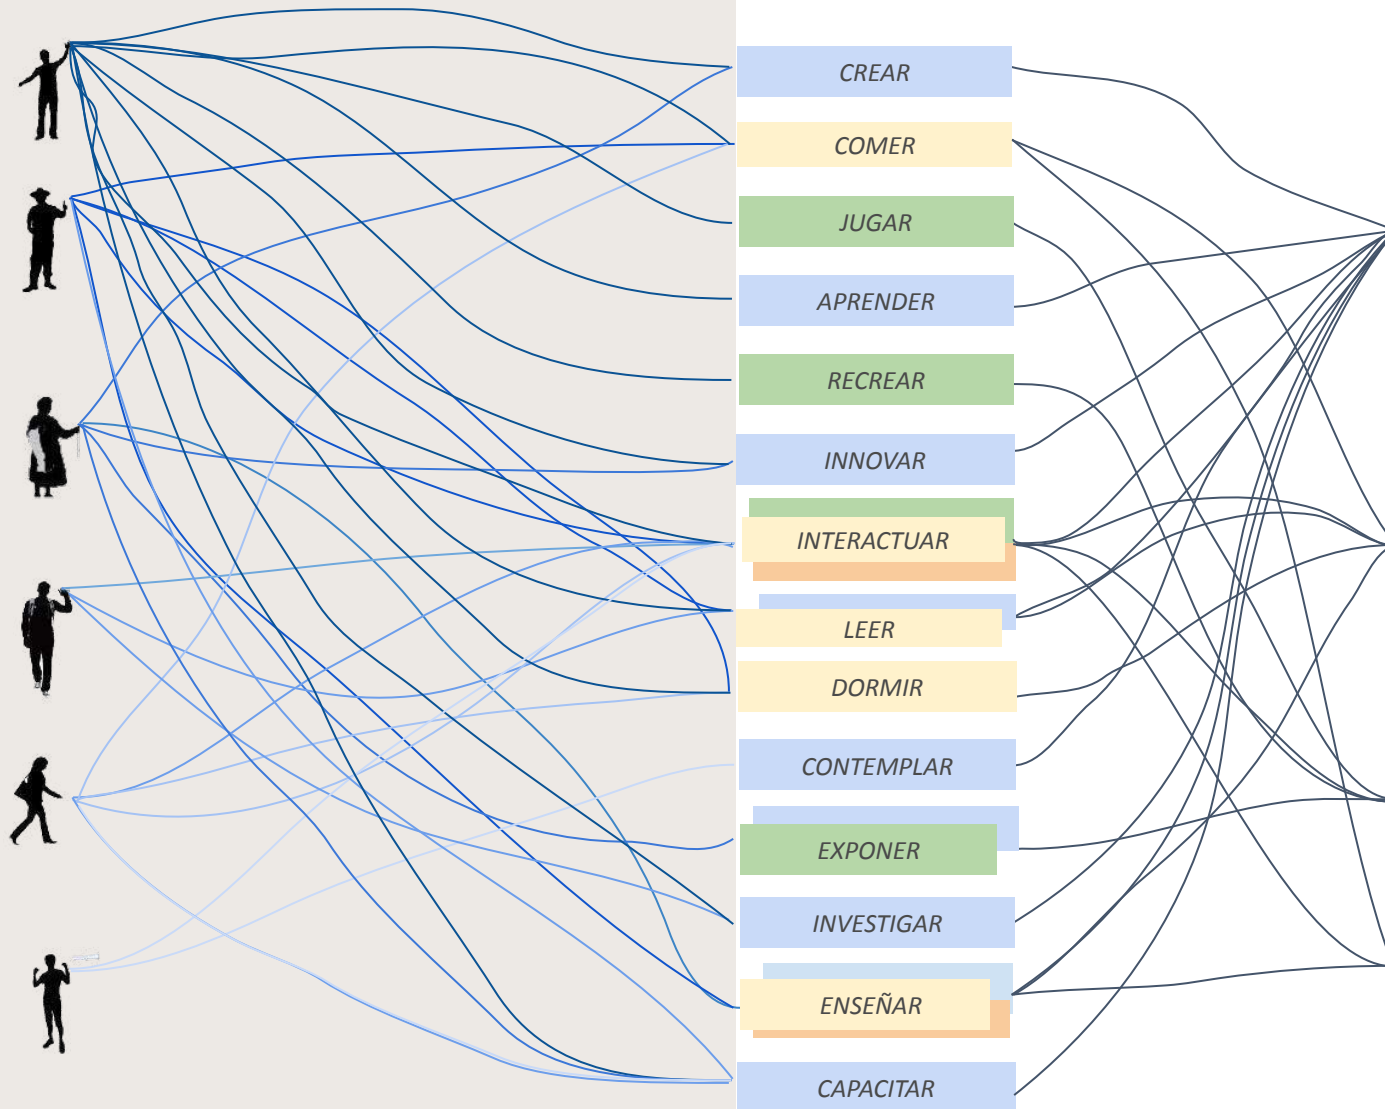 CREAR
COMER
JUGAR
APRENDER
RECREAR
INNOVAR
INTERACTUAR
LEER
DORMIR
CONTEMPLAR
EXPONER
INVESTIGAR
ENSEÑAR
CAPACITAR